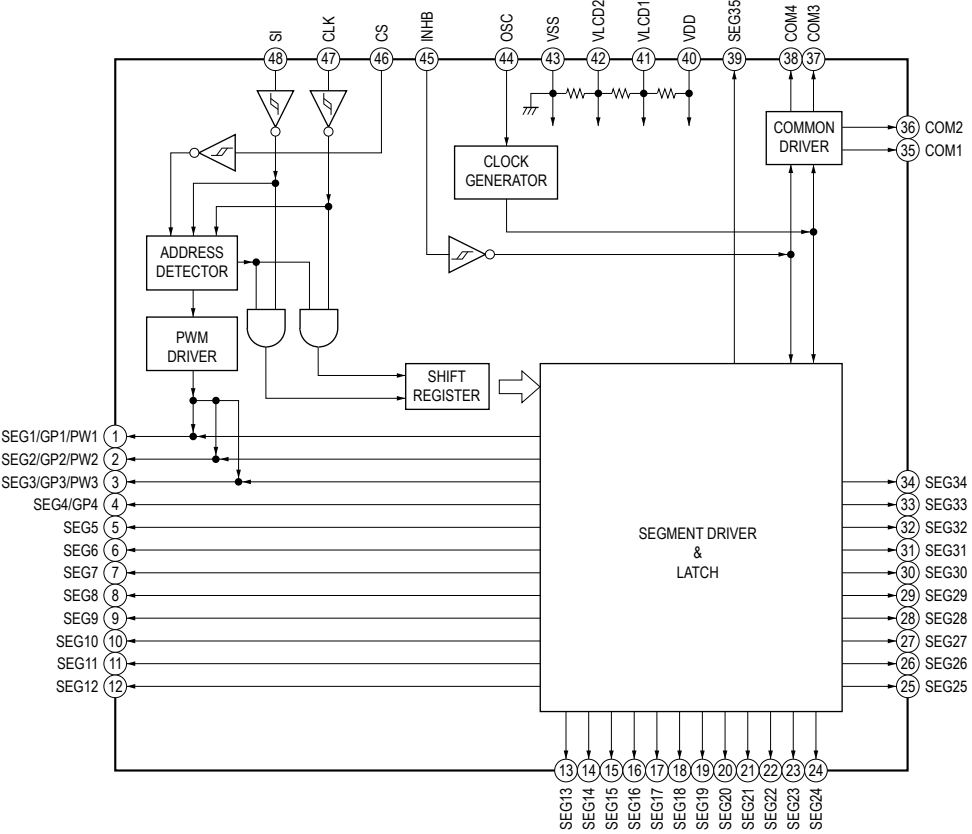 SI
CLK
CS
INHB
OSC
VSS
VLCD2
VLCD1
VDD
SEG35
COM4
COM3
48
47
46
45
44
43
42
41
40
39
38
37
COMMON
DRIVER
36 COM2
35 COM1
CLOCK
GENERATOR
ADDRESS
DETECTOR
PWM
DRIVER
SHIFT
REGISTER
SEG1/GP1/PW1 1
SEG2/GP2/PW2 2
SEG3/GP3/PW3 3
SEG4/GP4 4
SEG5 5
SEG6 6
SEG7 7
SEG8 8
SEG9 9
SEG10 10
SEG11 11
SEG12 12
SEGMENT DRIVER
&
LATCH
34 SEG34
33 SEG33
32 SEG32
31 SEG31
30 SEG30
29 SEG29
28 SEG28
27 SEG27
26 SEG26
25 SEG25
13
14
15
16
17
18
19
20
21
22
23
24
SEG13
SEG14
SEG15
SEG16
SEG17
SEG18
SEG19
SEG20
SEG21
SEG22
SEG23
SEG24